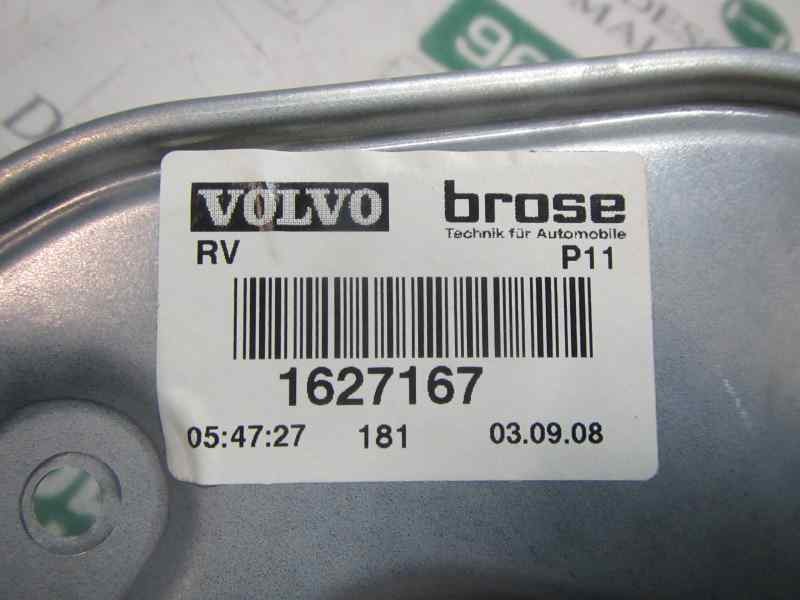 VOLVO
brose
Technik für Automobile
RV
P11
1627167
05:47:27 181 03.09.08